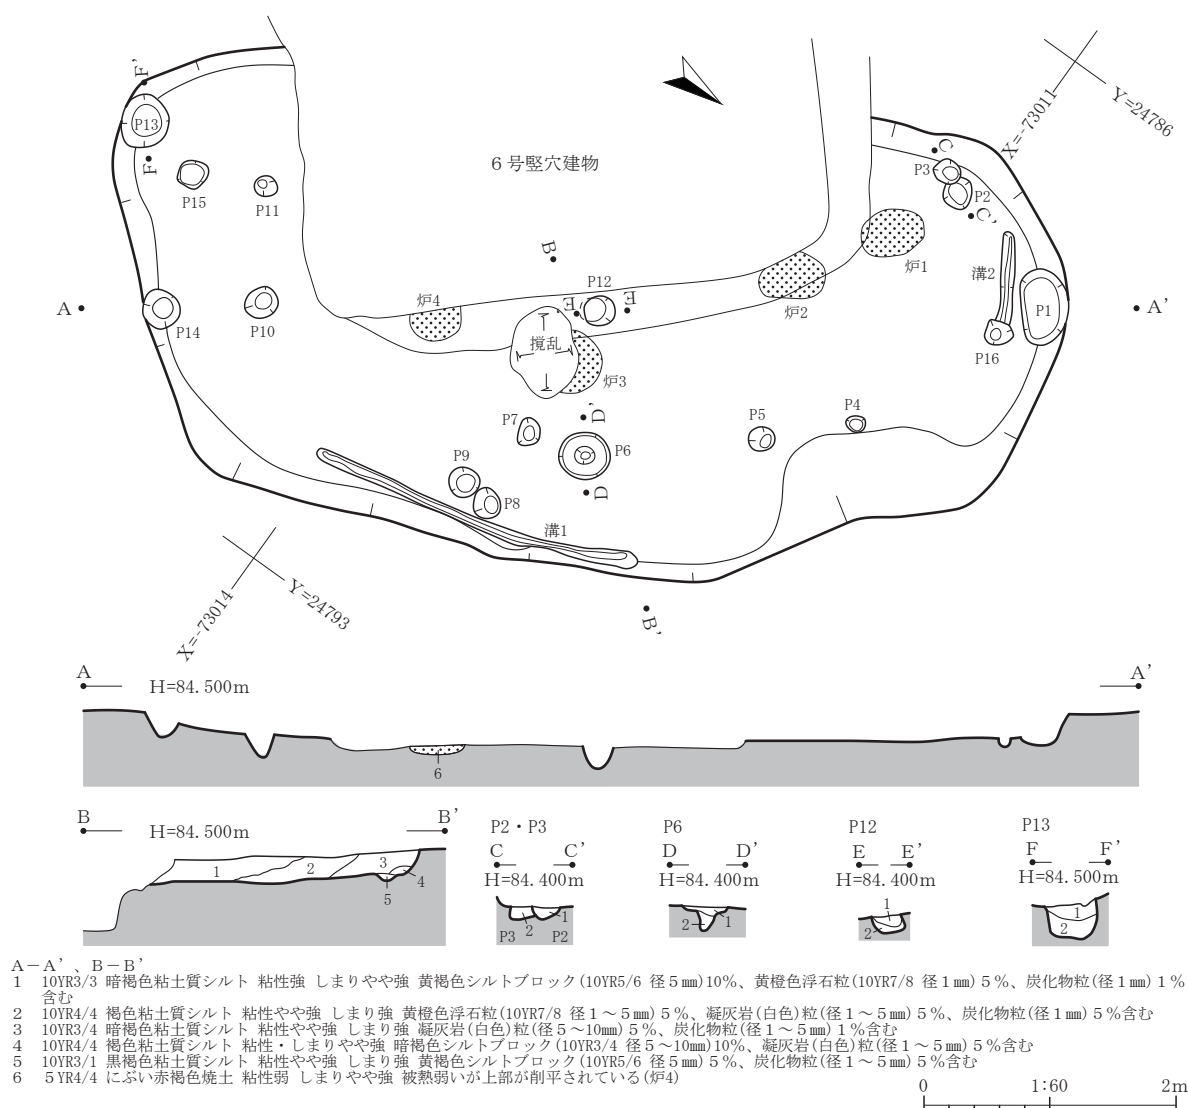 F'
P13
F
P15
P11
6号竪穴建物
X=-73011
Y=24786
C
P3
P2
C'
炉1
溝2
B
P12
E
E'
炉2
炉4
A
P14
P10
撹乱
炉3
P1
A'
P16
D'
P7
P5
P4
P9
P6
P8
D
溝1
X=-73014
Y=24793
B'
A
H=84.500m
A'
6
B
H=84.500m
B'
1
2
3
4
5
P2・P3
C C'
H=84.400m
1
2
P3 P2
P6
D D'
H=84.400m
1
2
P12
E E'
H=84.400m
1
2
P13
F F'
H=84.500m
1
2
A－A'、B－B'
1 10YR3/3 暗褐色粘土質シルト 粘性強 しまりやや強 黄褐色シルトブロック(10YR5/6 径5㎜)10%、黄橙色浮石粒(10YR7/8 径1㎜)5%、炭化物粒(径1㎜)1%
含む
2 10YR4/4 褐色粘土質シルト 粘性やや強 しまり強 黄橙色浮石粒(10YR7/8 径1～5㎜)5%、凝灰岩(白色)粒(径1～5㎜)5%、炭化物粒(径1㎜)5%含む
3 10YR3/4 暗褐色粘土質シルト 粘性やや強 しまり強 凝灰岩(白色)粒(径5～10㎜)5%、炭化物粒(径1～5㎜)1%含む
4 10YR4/4 褐色粘土質シルト 粘性・しまりやや強 暗褐色シルトブロック(10YR3/4 径5～10㎜)10%、凝灰岩(白色)粒(径1～5㎜)5%含む
5 10YR3/1 黒褐色シルト 粘性やや強 しまり強 黄褐色シルトブロック(10YR5/6 径5㎜)5%、炭化物粒(径1～5㎜)5%含む
6 5YR4/4 にぶい赤褐色焼土 粘性弱 しまりやや強 被熱弱いが上部が削平されている(炉4)
0 1:60 2m